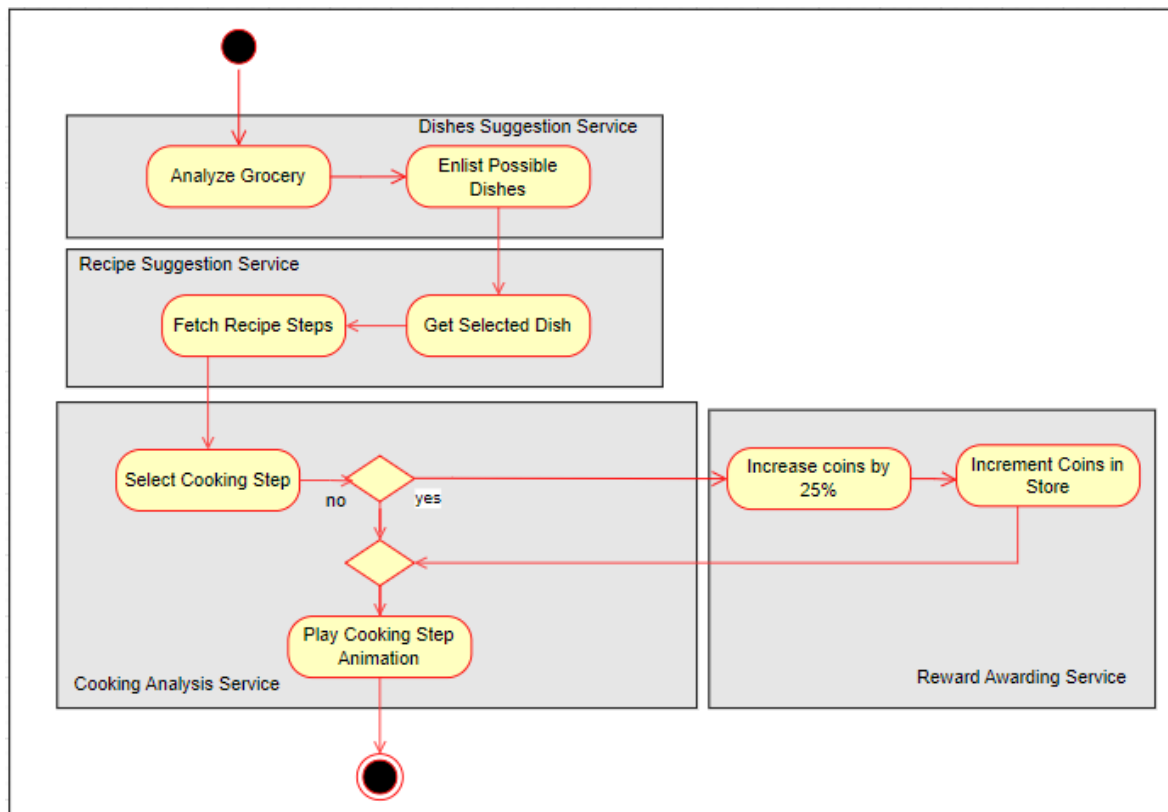 Dishes Suggestion Service
Analyze Grocery
Enlist Possible
Dishes
Recipe Suggestion Service
Fetch Recipe Steps
Get Selected Dish
Select Cooking Step
no
yes
Increase coins by
25%
Increment Coins in
Store
Play Cooking Step
Animation
Cooking Analysis Service
Reward Awarding Service